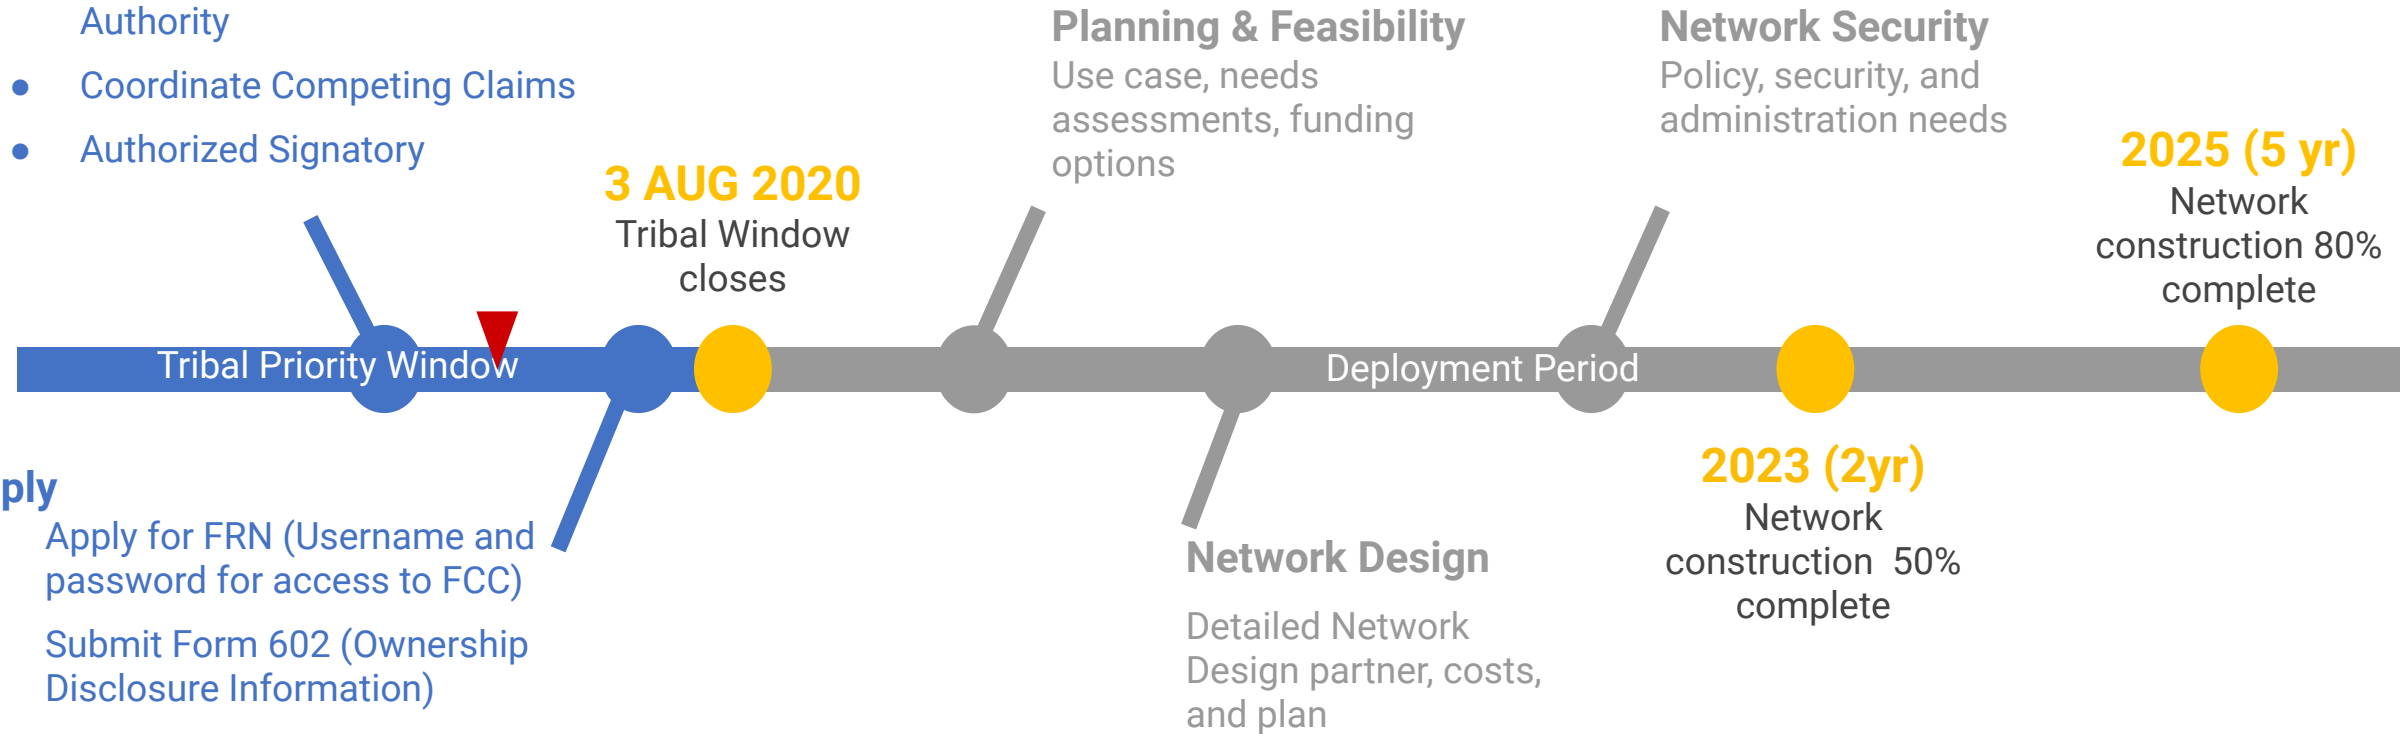 Authority
● Coordinate Competing Claims
● Authorized Signatory
3 AUG 2020
Tribal Window
closes
Planning & Feasibility
Use case, needs
assessments, funding
options
Network Security
Policy, security, and
administration needs
2025 (5 yr)
Network
construction 80%
complete
Tribal Priority Window
Deployment Period
ply
Apply for FRN (Username and
password for access to FCC)
Submit Form 602 (Ownership
Disclosure Information)
Network Design
Detailed Network
Design partner, costs,
and plan
2023 (2yr)
Network
construction 50%
complete